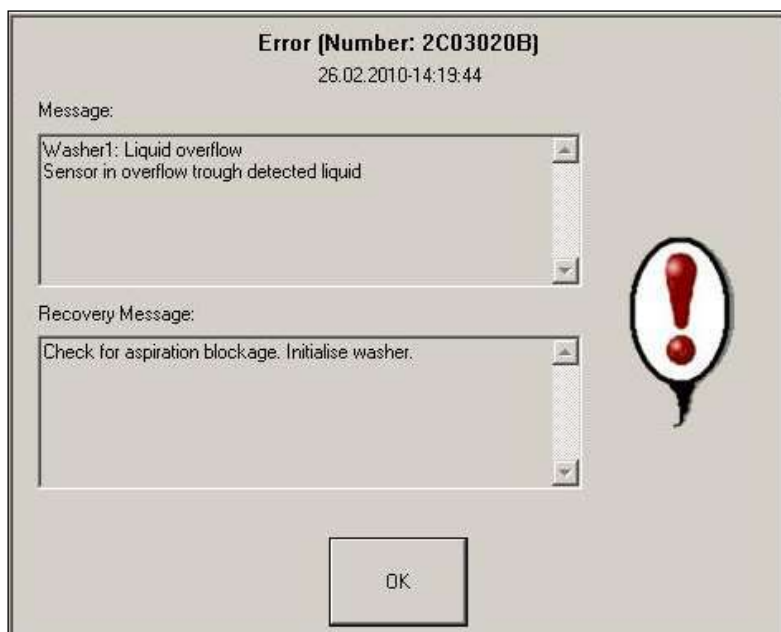 Error (Number: 2C03020B)
26.02.2010-14:19:44
Message:
Washer1: Liquid overflow
Sensor in overflow trough detected liquid
Recovery Message:
Check for aspiration blockage. Initialise washer.
OK